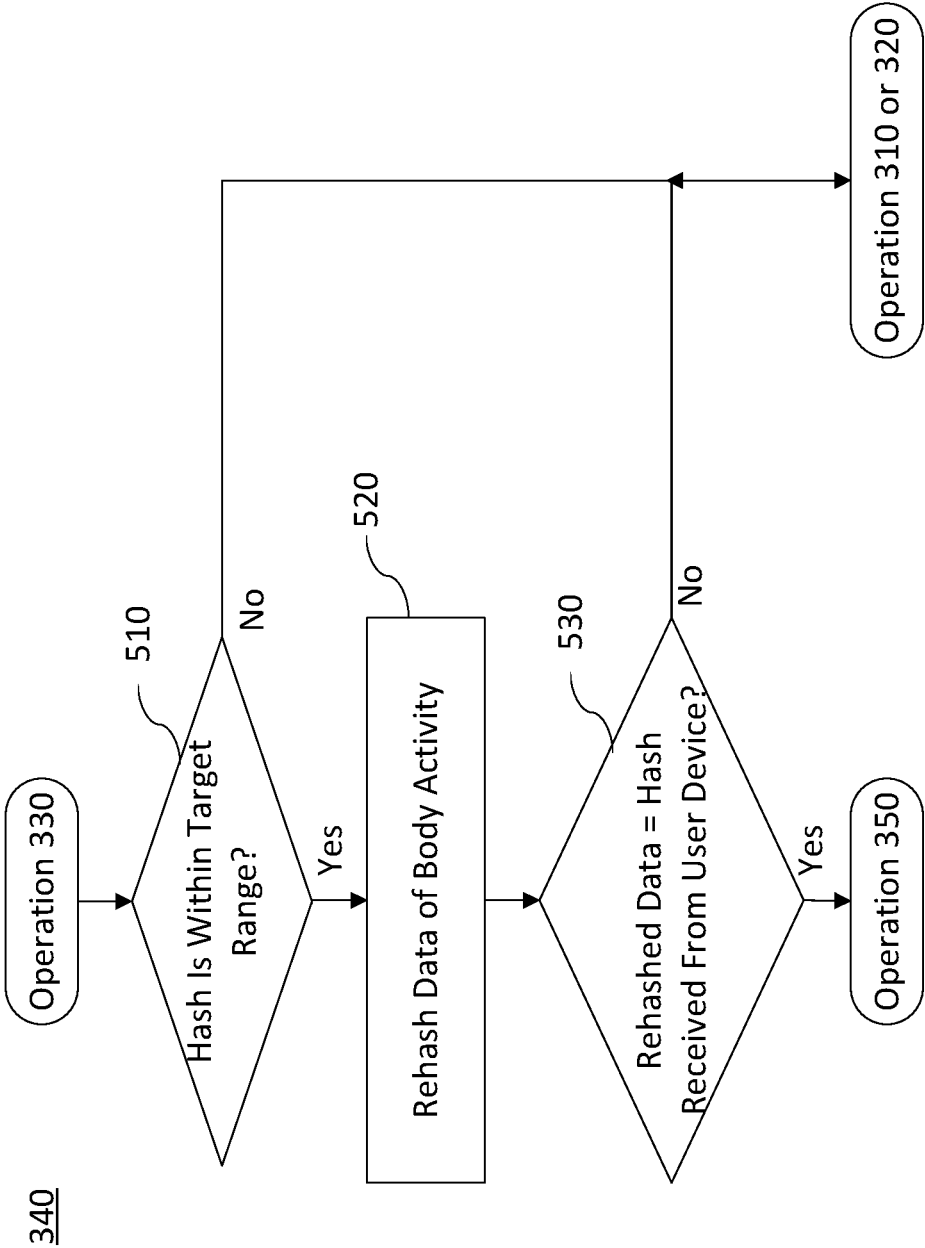 340
Operation 330
510
Hash Is Within Target
Range?
No
Yes
520
Rehash Data of Body Activity
530
Rehashed Data = Hash
Received From User Device?
No
Yes
Operation 350
Operation 310 or 320